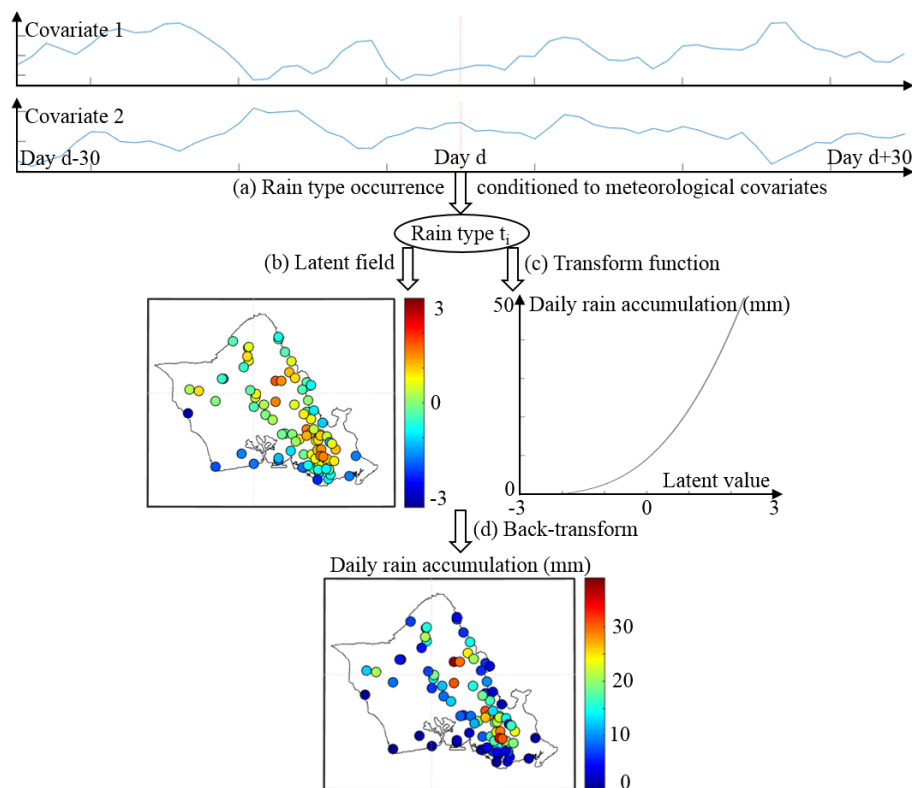 Covariate 1
Covariate 2
Day d-30
Day d
Day d+30
(a) Rain type occurrence
conditioned to meteorological covariates
Rain type ti
(b) Latent field
(c) Transform function
3
0
-3
50
Daily rain accumulation (mm)
0
Latent value
-3
0
3
(d) Back-transform
Daily rain accumulation (mm)
30
20
10
0